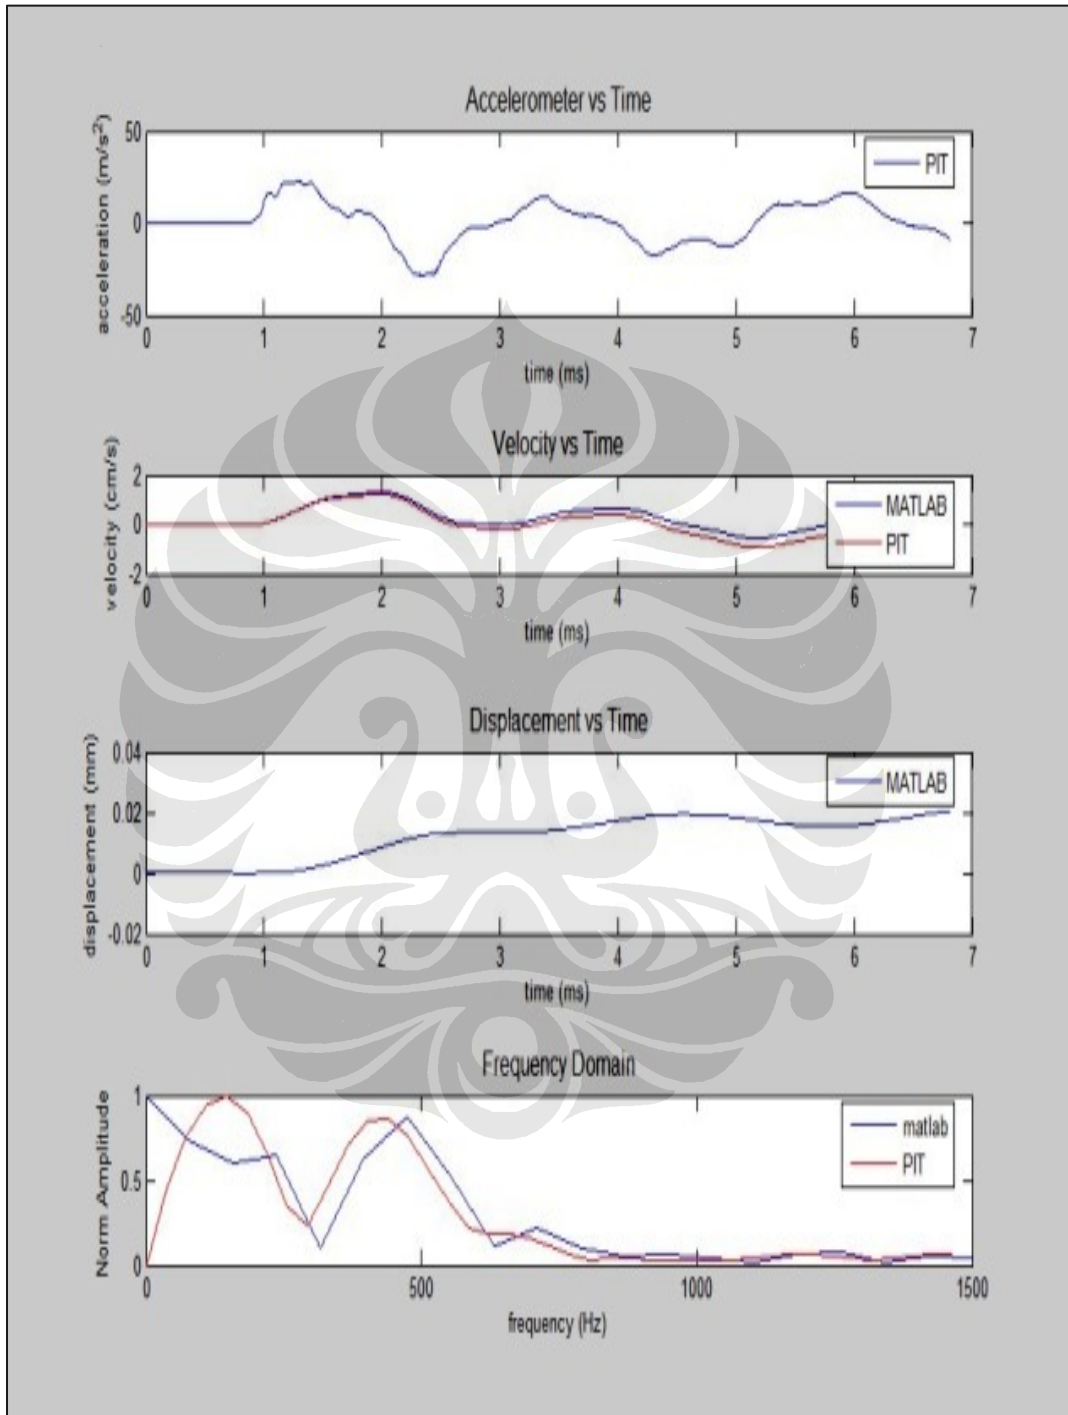 Accelerometer vs Time
acceleration (m/s²)
50
0
-50
PIT
0 1 2 3 4 5 6 7
time (ms)
Velocity vs Time
velocity (cm/s)
2
0
-2
MATLAB
PIT
0 1 2 3 4 5 6 7
time (ms)
Displacement vs Time
displacement (mm)
0.04
0.02
0
-0.02
MATLAB
0 1 2 3 4 5 6 7
time (ms)
Frequency Domain
Norm Amplitude
1
0.5
0
matlab
PIT
0 500 1000 1500
frequency (Hz)